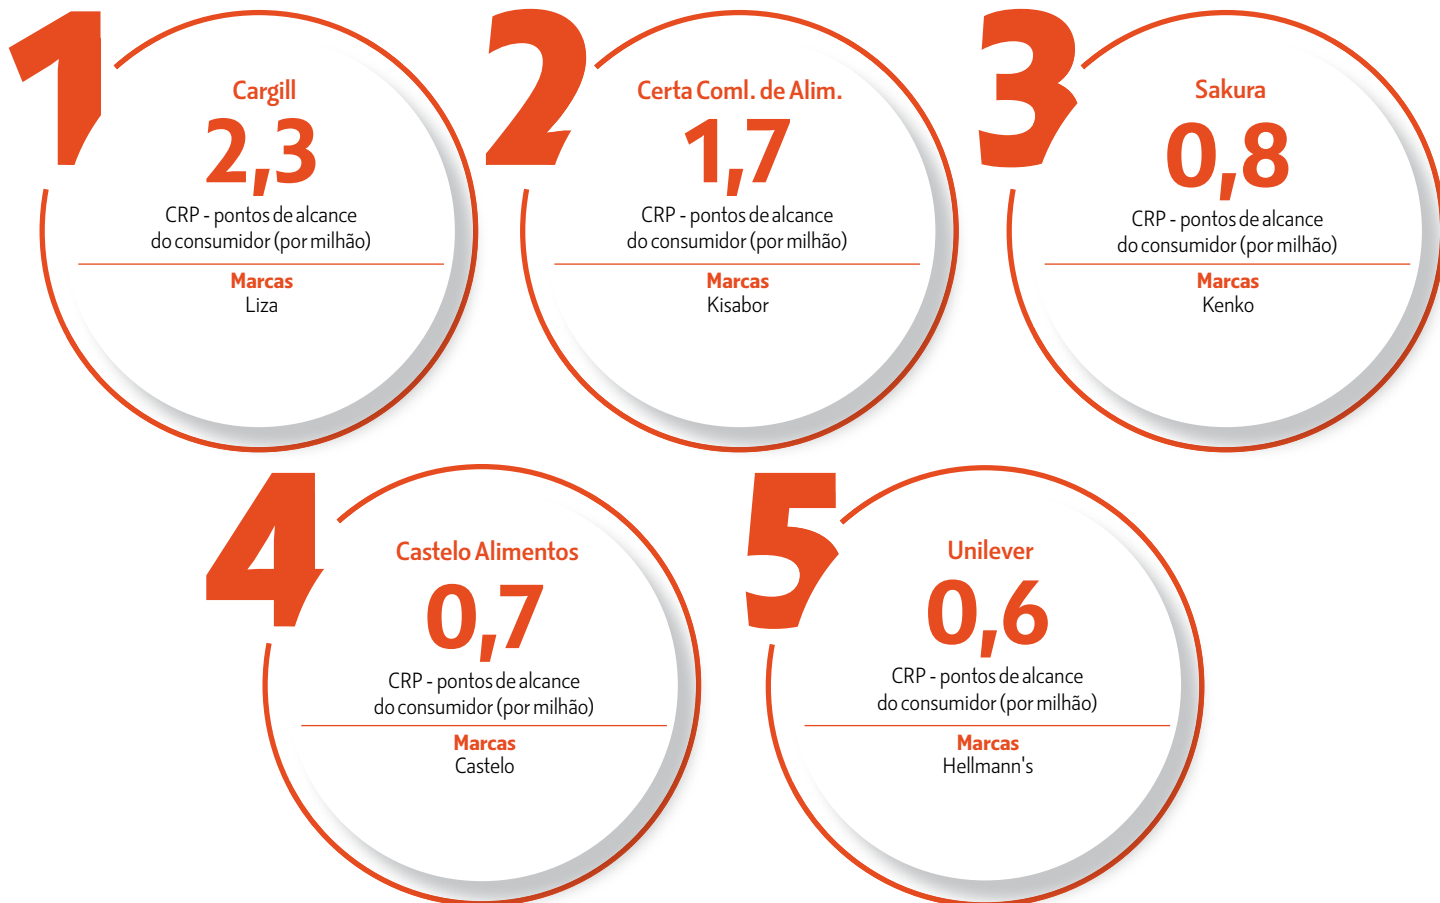 1
Cargill
2,3
CRP - pontos de alcance
do consumidor (por milhão)
Marcas
Liza
2
Certa Coml. de Alim.
1,7
CRP - pontos de alcance
do consumidor (por milhão)
Marcas
Kisabor
3
Sakura
0,8
CRP - pontos de alcance
do consumidor (por milhão)
Marcas
Kenko
4
Castelo Alimentos
0,7
CRP - pontos de alcance
do consumidor (por milhão)
Marcas
Castelo
5
Unilever
0,6
CRP - pontos de alcance
do consumidor (por milhão)
Marcas
Hellmann's